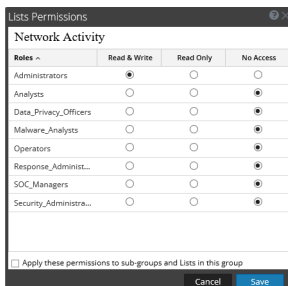 Lists Permissions
Network Activity
Roles Read & Write Read Only No Access
Administrators
Analysts
Data_Privacy_Officers
Malware_Analysts
Operators
Response_Administ...
SOC_Managers
Security_Administra...
Apply these permissions to sub-groups and Lists in this group
Cancel Save